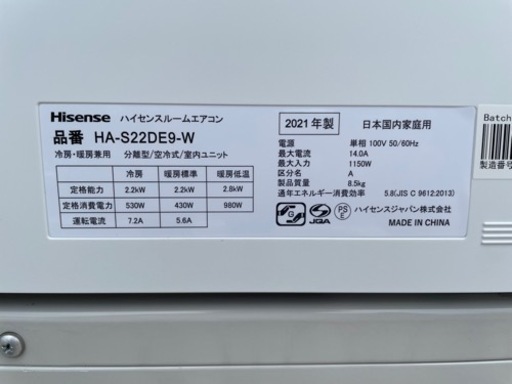 Hisense ハイセンスルームエアコン
品番 HA-S22DE9-W
冷房・暖房兼用 分離型/空冷式/室内ユニット
冷房 暖房標準 暖房低温
定格能力 2.2kW 2.2kW 2.8kW
定格消費電力 530W 430W 980W
運転電流 7.2A 5.6A
2021年製 日本国内家庭用
電源 単相 100V 50/60Hz
最大電流 14.0A
最大入力 1150W
区分名 A
製品質量 8.5kg
通年エネルギー消費効率 5.8(JIS C 9612:2013)
JQA PSE ハイセンスジャパン株式会社
MADE IN CHINA
Batch
製造番号